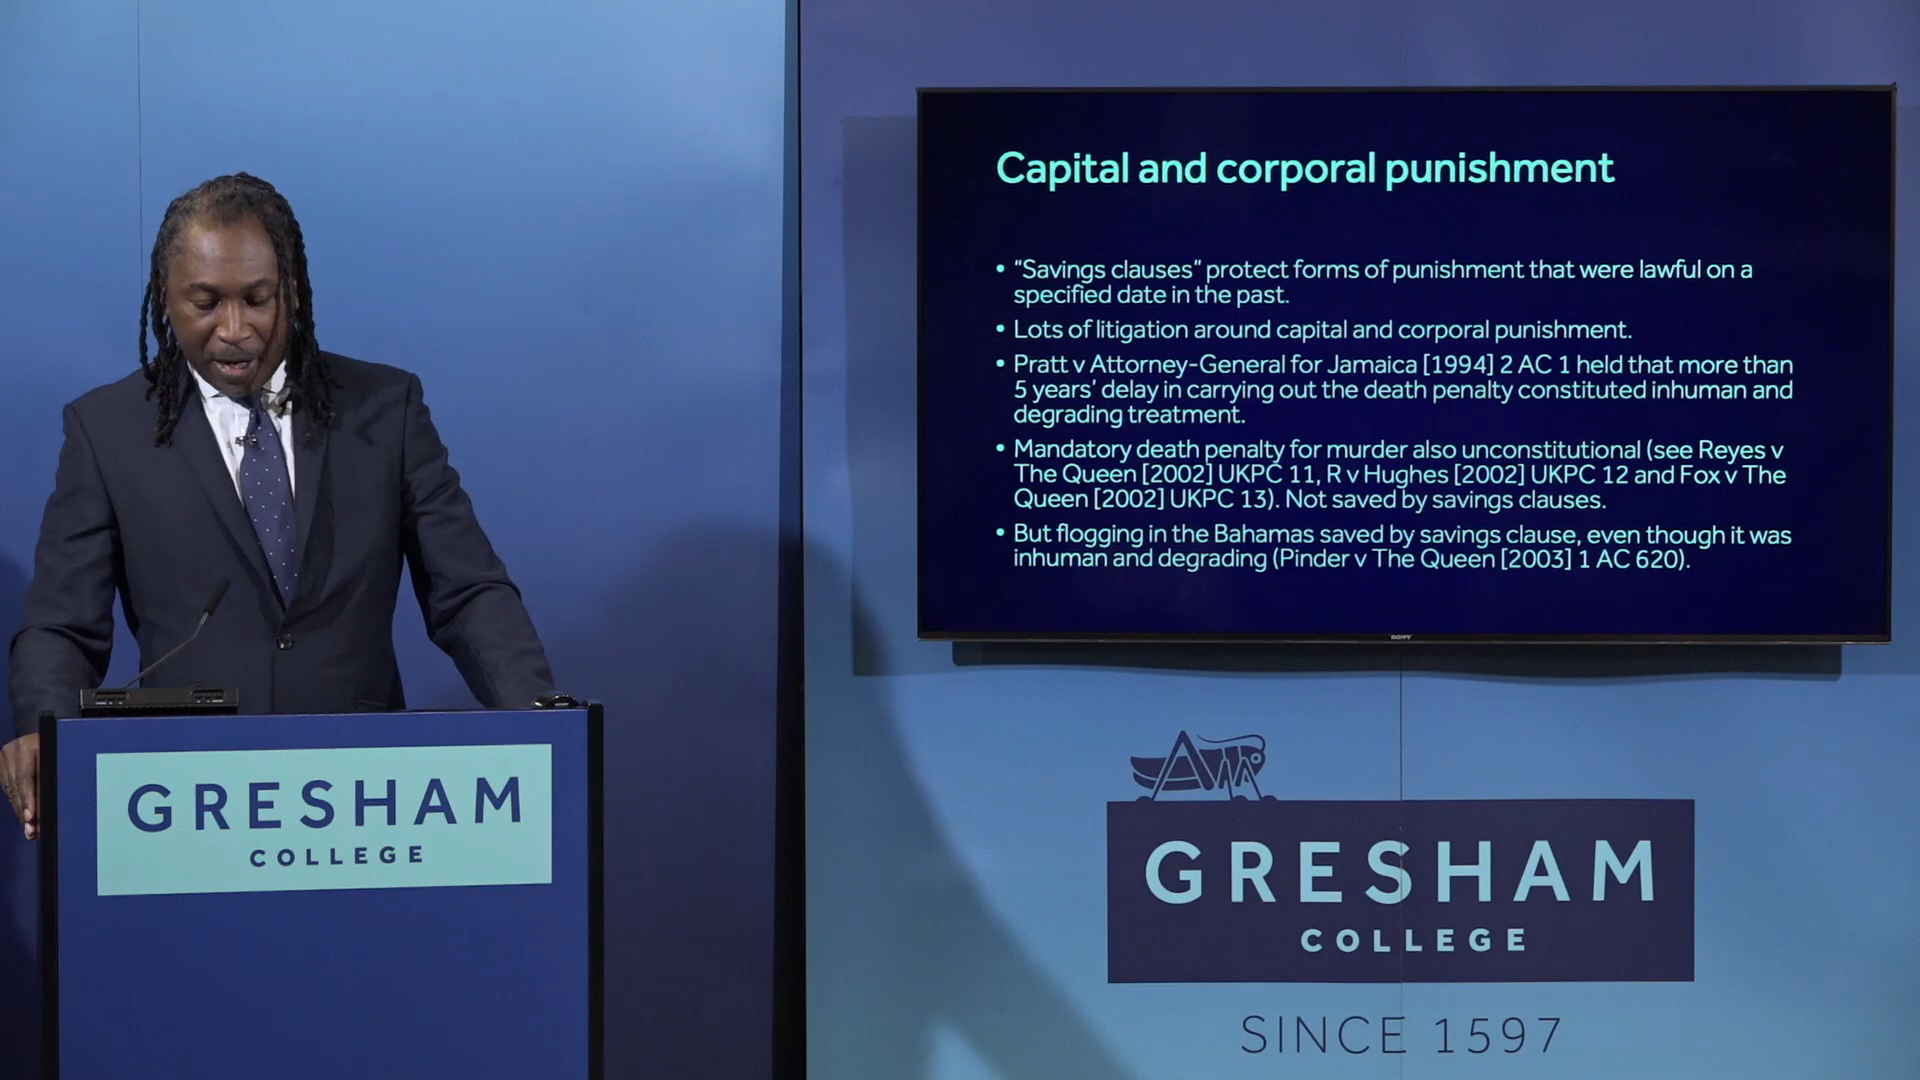 Capital and corporal punishment
• “Savings clauses” protect forms of punishment that were lawful on a
specified date in the past.
• Lots of litigation around capital and corporal punishment.
• Pratt v Attorney-General for Jamaica [1994] 2 AC 1 held that more than
5 years’ delay in carrying out the death penalty constituted inhuman and
degrading treatment.
• Mandatory death penalty for murder also unconstitutional (see Reyes v
The Queen [2002] UKPC 11, R v Hughes [2002] UKPC 12 and Fox v The
Queen [2002] UKPC 13). Not saved by savings clauses.
• But flogging in the Bahamas saved by savings clause, even though it was
inhuman and degrading (Pinder v The Queen [2003] 1 AC 620).
SONY
GRESHAM
COLLEGE
GRESHAM
COLLEGE
SINCE 1597